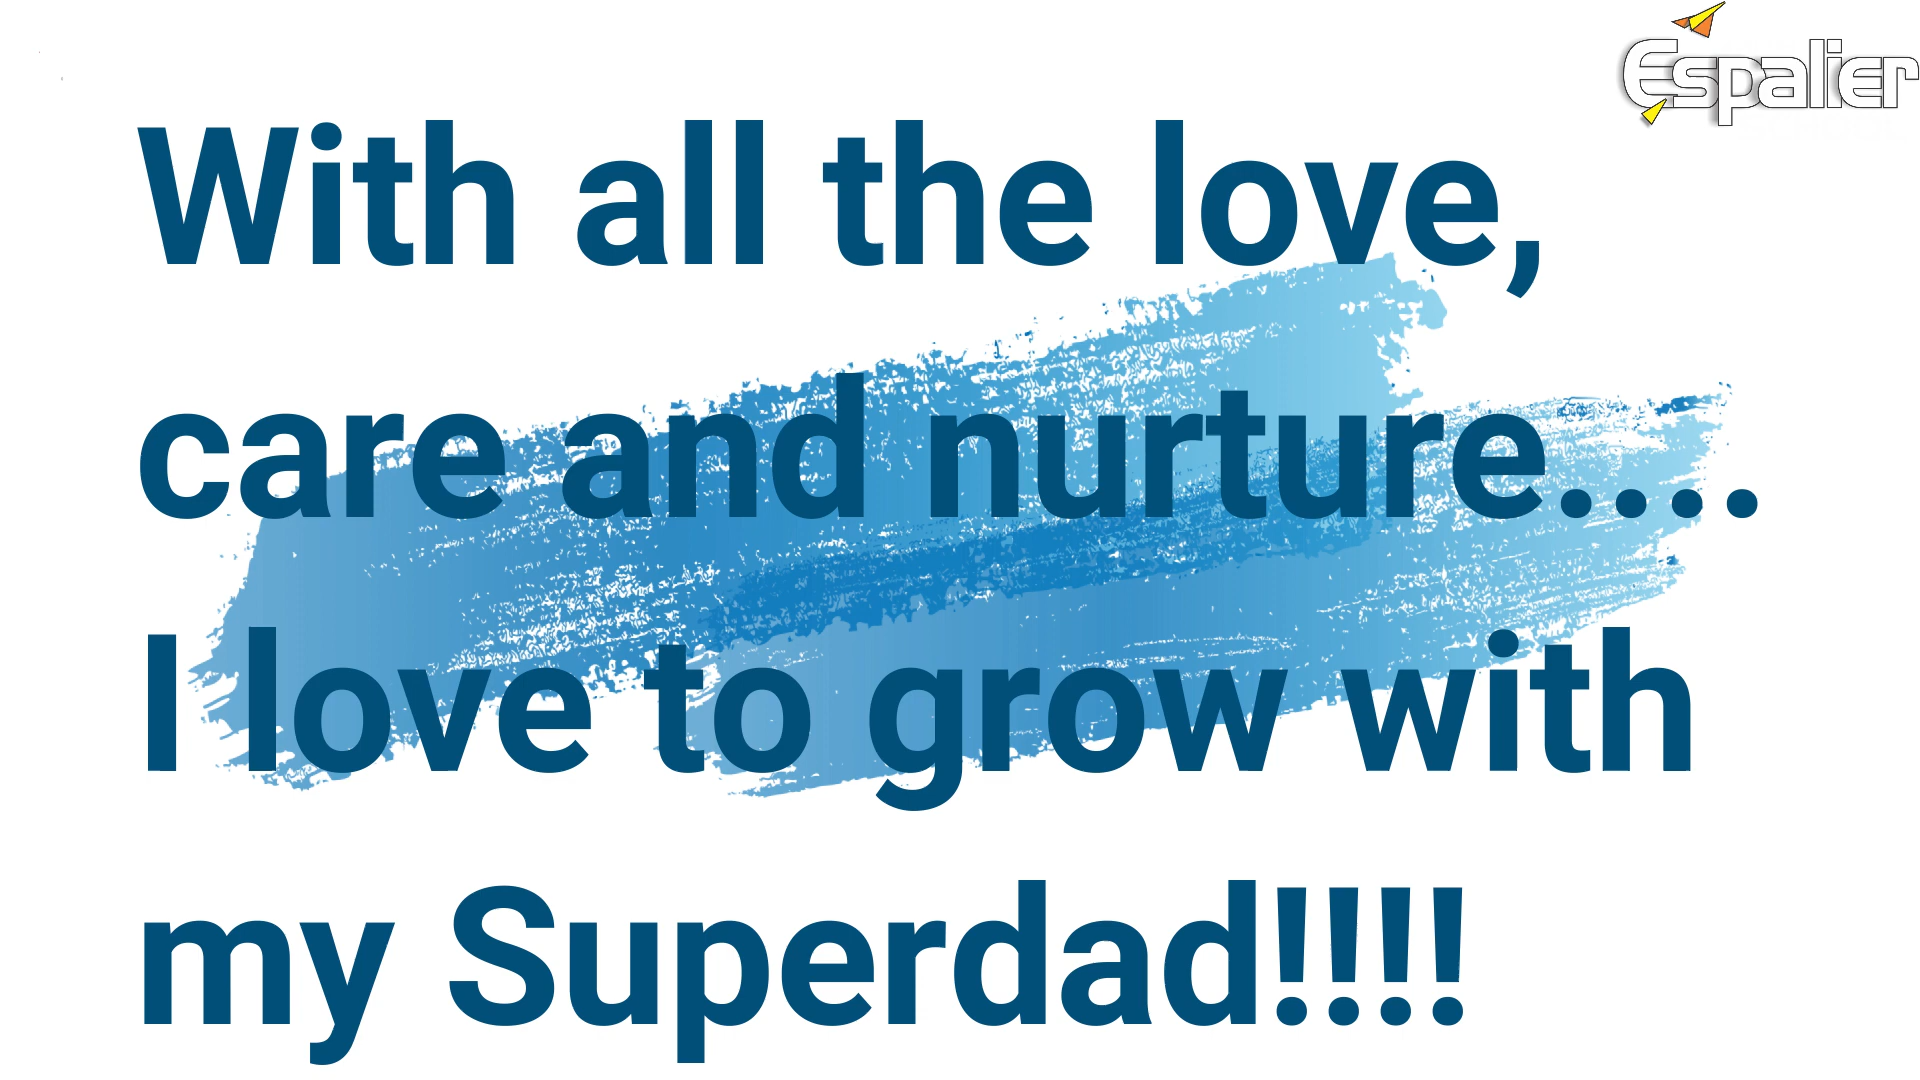 Espalier
With all the love,
care and nurture....
I love to grow with
my Superdad!!!!